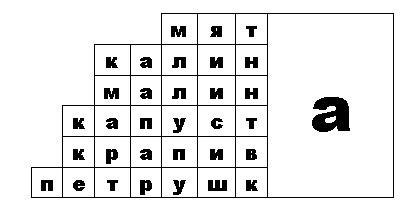 мят
калин
малин
капуст
крапив
петрушк
а